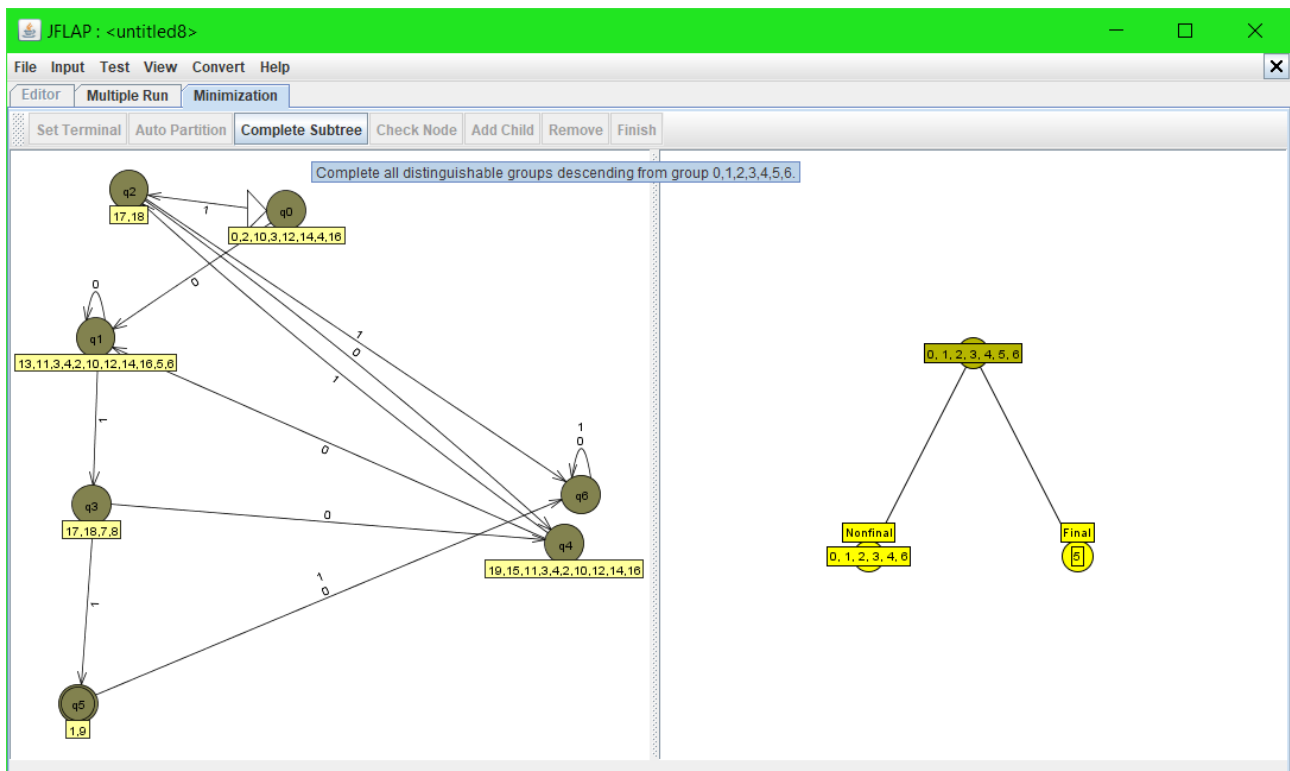 JFLAP : <untitled8>
File Input Test View Convert Help
Editor Multiple Run Minimization
Set Terminal Auto Partition Complete Subtree Check Node Add Child Remove Finish
Complete all distinguishable groups descending from group 0,1,2,3,4,5,6.
q2
17,18
1
q0
0,2,10,3,12,14,4,16
0
0
q1
13,11,3,4,2,10,12,14,16,5,6
1
0
1
0
1
1
0
q6
q3
17,18,7,8
0
q4
19,15,11,3,4,2,10,12,14,16
1
1
0
q5
1,9
0, 1, 2, 3, 4, 5, 6
Nonfinal
0, 1, 2, 3, 4, 6
Final
5